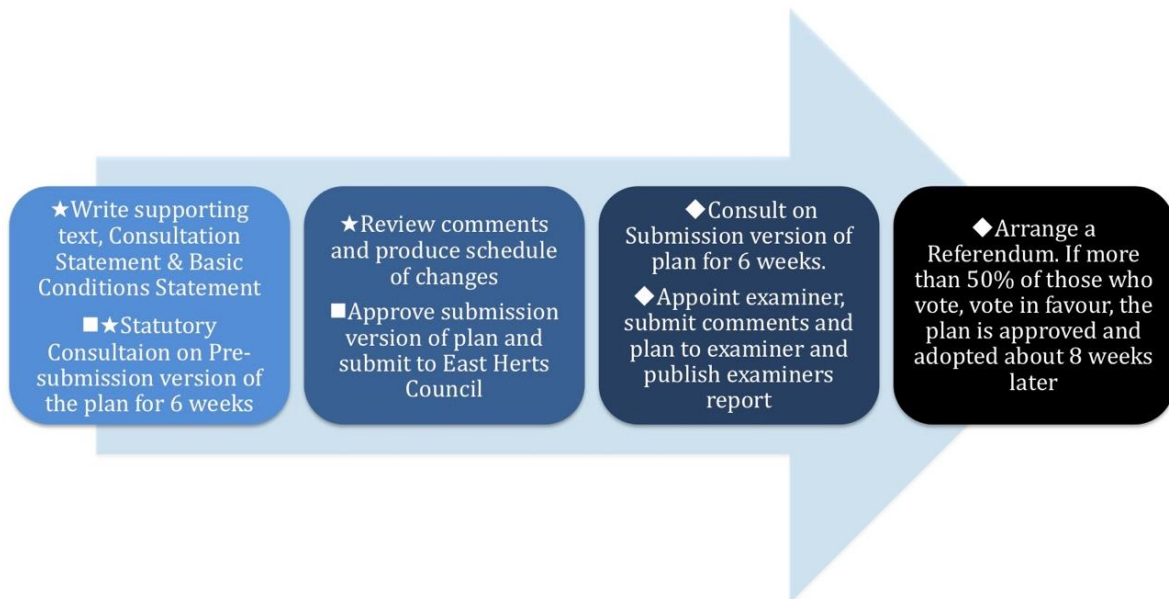 ★Write supporting
text, Consultation
Statement & Basic
Conditions Statement
■★Statutory
Consultaion on Pre-
submission version of
the plan for 6 weeks
★Review comments
and produce schedule
of changes
■Approve submission
version of plan and
submit to East Herts
Council
◆Consult on
Submission version of
plan for 6 weeks.
◆Appoint examiner,
submit comments and
plan to examiner and
publish examiners
report
◆Arrange a
Referendum. If more
than 50% of those who
vote, vote in favour, the
plan is approved and
adopted about 8 weeks
later